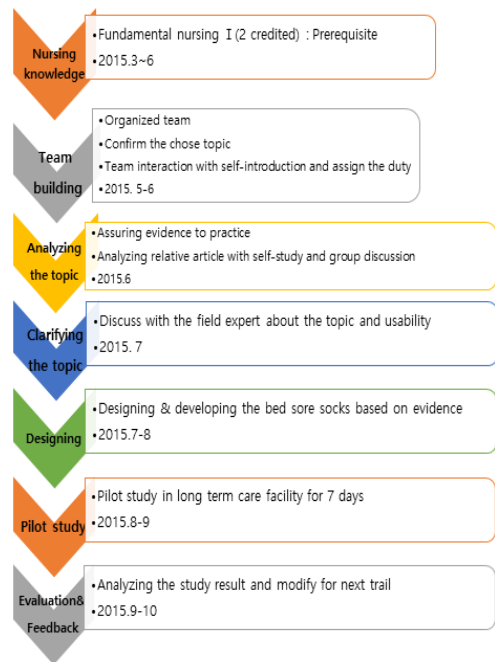 Nursing
knowledge
•Fundamental nursing Ⅰ(2 credited) : Prerequisite
•2015.3~6
Team
building
•Organized team
•Confirm the chose topic
•Team interaction with self-introduction and assign the duty
•2015. 5-6
Analyzing
the topic
•Assuring evidence to practice
•Analyzing relative article with self-study and group discussion
•2015.6
Clarifying
the topic
•Discuss with the field expert about the topic and usability
•2015. 7
Designing
•Designing & developing the bed sore socks based on evidence
•2015.7-8
Pilot study
•Pilot study in long term care facility for 7 days
•2015.8-9
Evaluation&
Feedback
•Analyzing the study result and modify for next trail
•2015.9-10